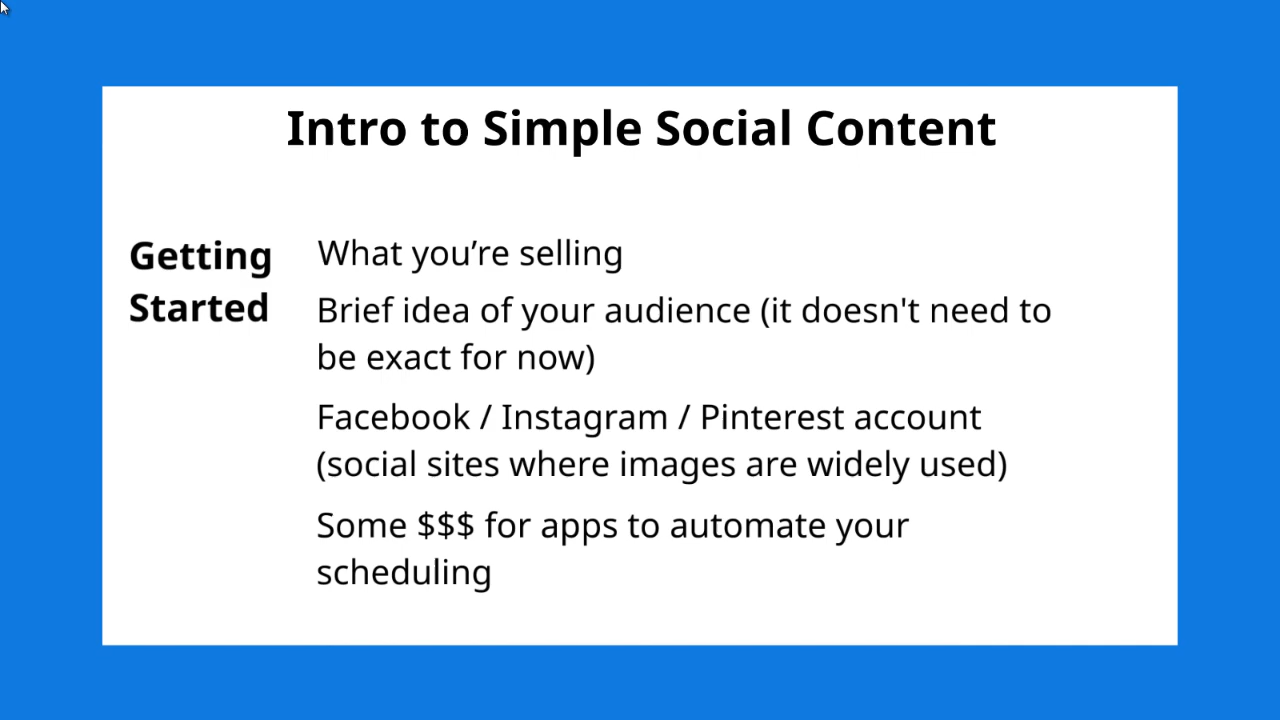 Intro to Simple Social Content
Getting
Started
What you’re selling
Brief idea of your audience (it doesn't need to
be exact for now)
Facebook / Instagram / Pinterest account
(social sites where images are widely used)
Some $$$ for apps to automate your
scheduling